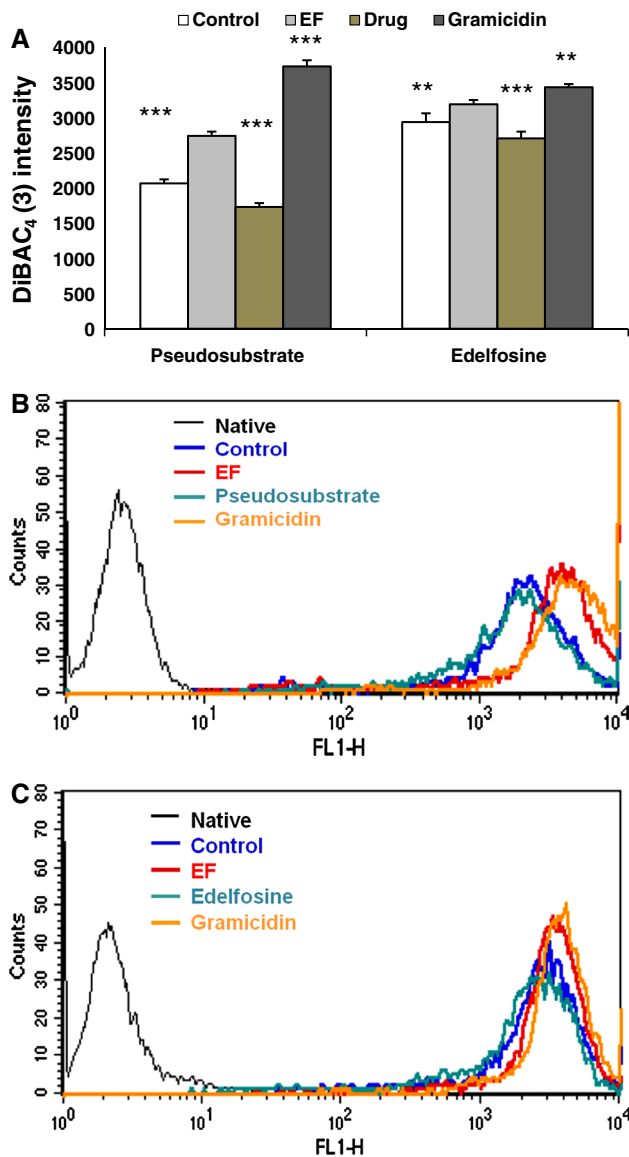 A
Control EF Drug Gramicidin
DiBAC4 (3) intensity
4000
3500
3000
2500
2000
1500
1000
500
0
***
***
***
**
***
**
Pseudosubstrate Edelfosine
B
Counts
80
70
60
50
40
30
20
10
0
Native
Control
EF
Pseudosubstrate
Gramicidin
10^0 10^1 10^2 10^3 10^4
FL1-H
C
Counts
80
70
60
50
40
30
20
10
0
Native
Control
EF
Edelfosine
Gramicidin
10^0 10^1 10^2 10^3 10^4
FL1-H